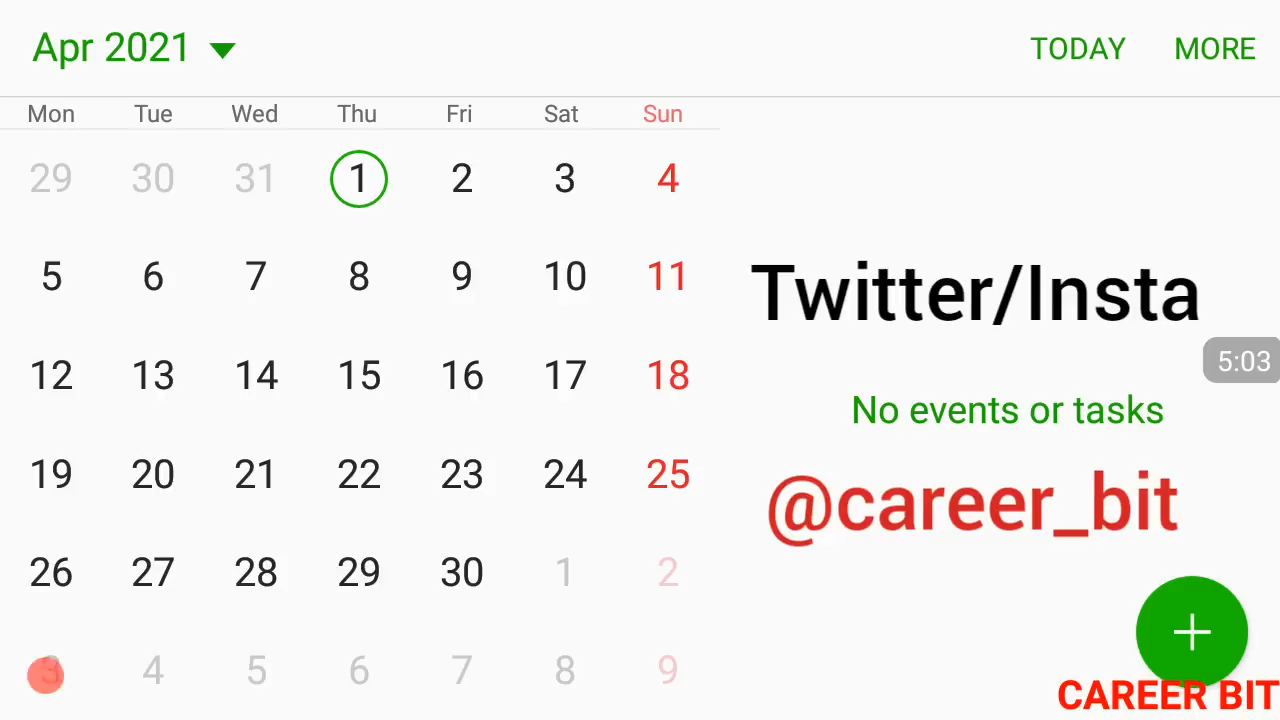 Apr 2021 TODAY MORE
Mon Tue Wed Thu Fri Sat Sun
29 30 31 1 2 3 4
5 6 7 8 9 10 11
12 13 14 15 16 17 18
19 20 21 22 23 24 25
26 27 28 29 30 1 2
3 4 5 6 7 8 9
Twitter/Insta
5:03
No events or tasks
@career_bit
+
CAREER BIT